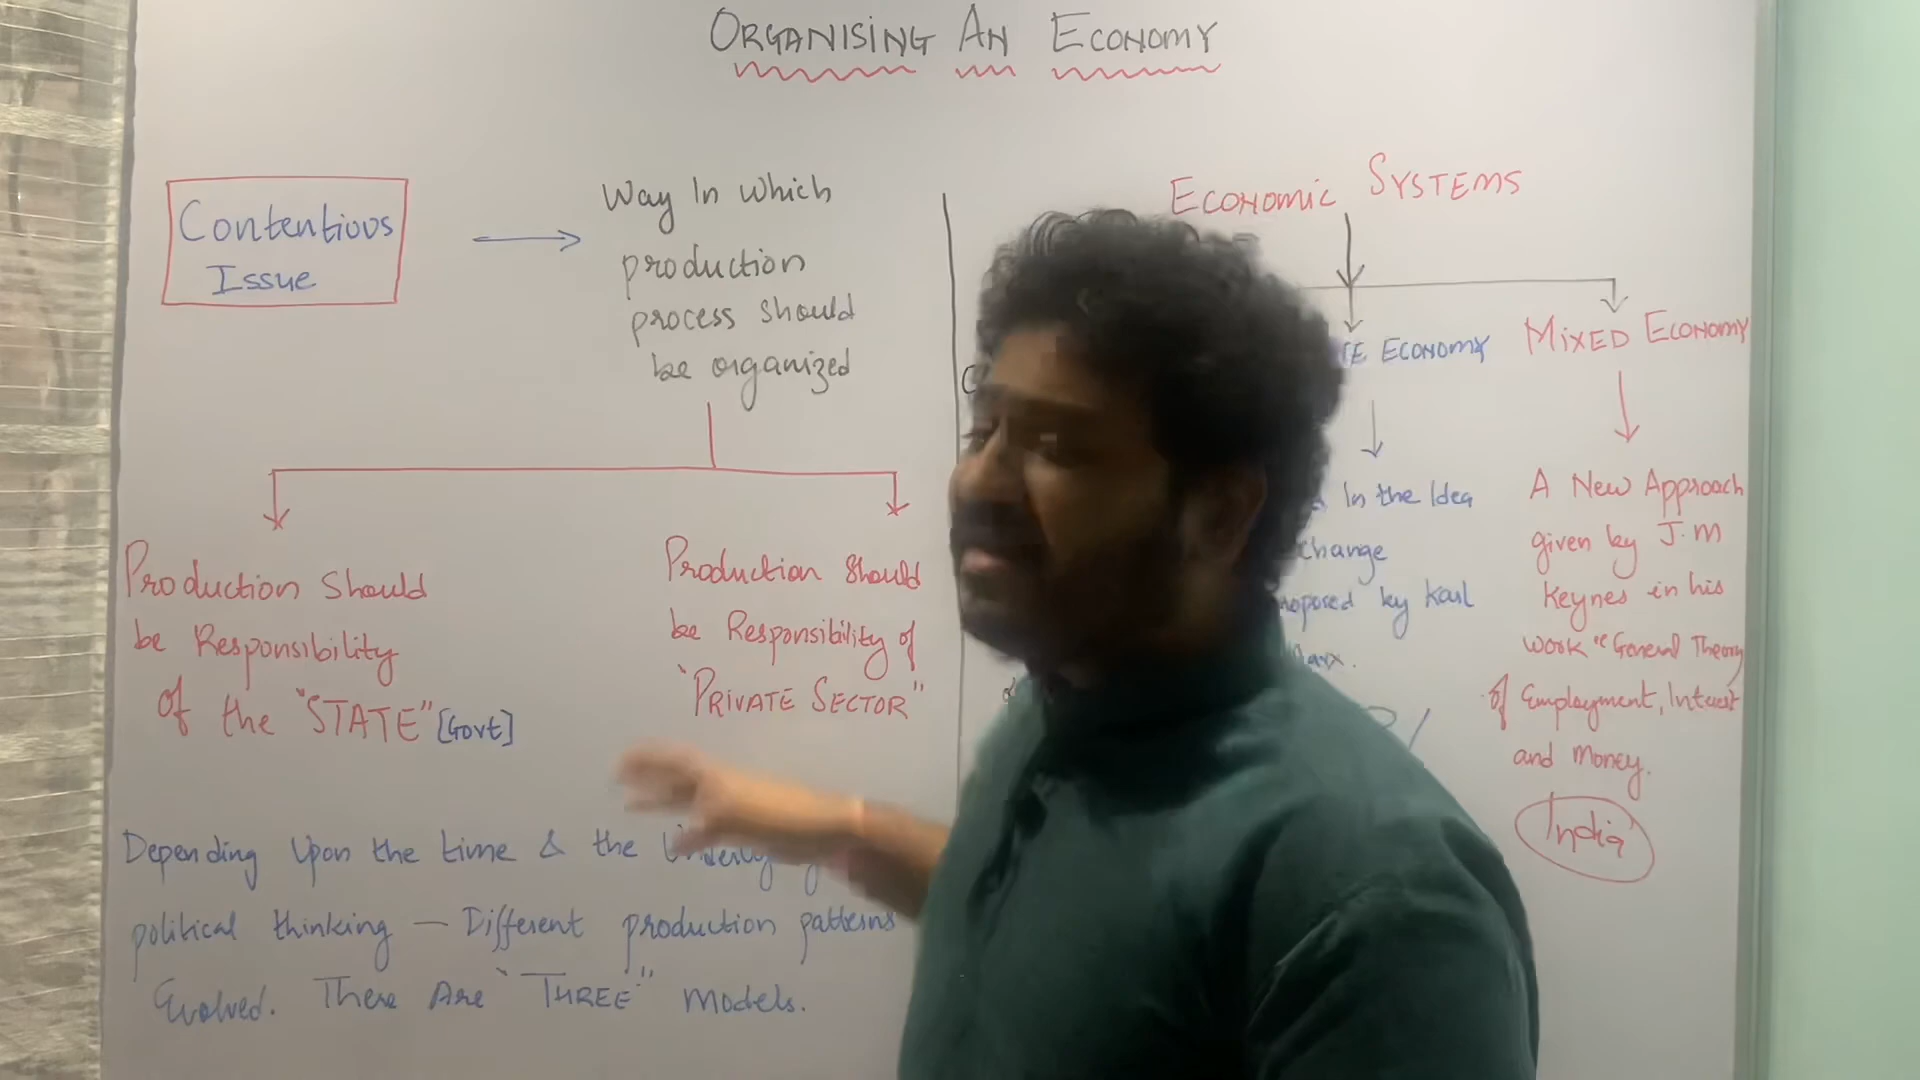 ORGANISING AN ECONOMY
Contentious
Issue
Way In Which
production
process should
be organized
Production Should
be Responsibility
of the "STATE" [Govt]
Production Should
be Responsibility of
"PRIVATE SECTOR"
Depending Upon the time & the
political thinking — Different production patterns
Evolved. There Are "THREE" Models.
ECONOMIC SYSTEMS
ECONOMY
In the Idea
change
by Karl
MIXED ECONOMY
A New Approach
given by J.M
Keynes in his
work "General Theory
of Employment, Interest
and Money.
India